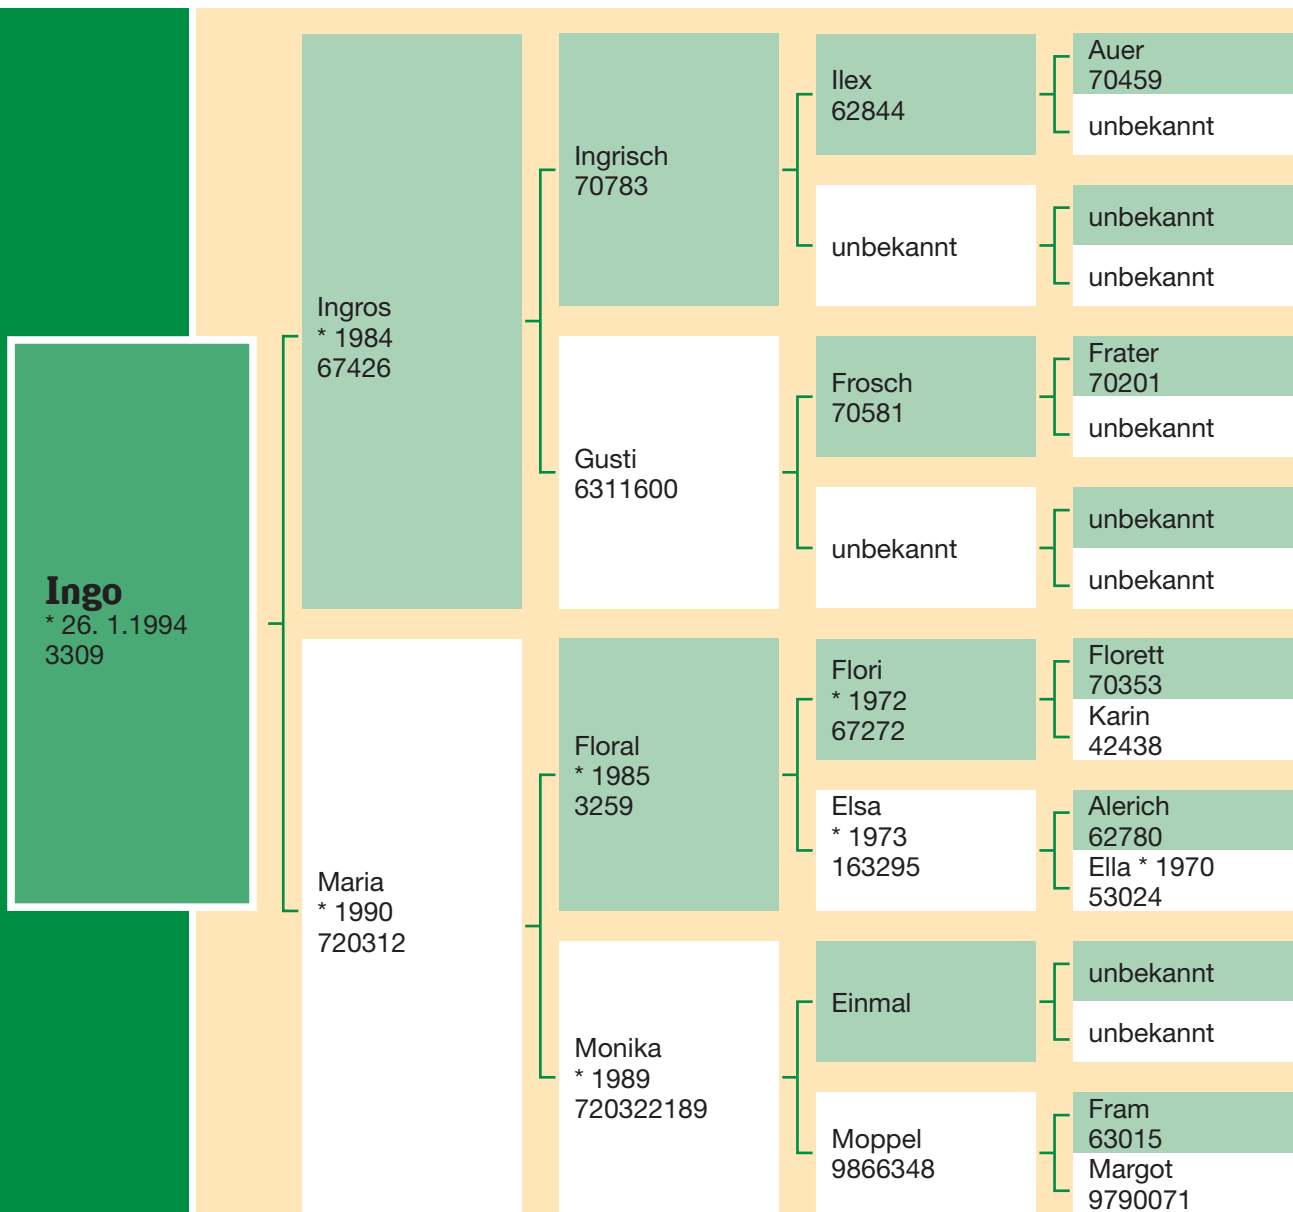 Ingo
* 26. 1.1994
3309
Ingros
* 1984
67426
Maria
* 1990
720312
Ingrisch
70783
Gusti
6311600
Floral
* 1985
3259
Monika
* 1989
720322189
Ilex
62844
unbekannt
Frosch
70581
unbekannt
Flori
* 1972
67272
Elsa
* 1973
163295
Einmal
Moppel
9866348
Auer
70459
unbekannt
unbekannt
unbekannt
Frater
70201
unbekannt
unbekannt
unbekannt
Florett
70353
Karin
42438
Alerich
62780
Ella * 1970
53024
unbekannt
unbekannt
Fram
63015
Margot
9790071